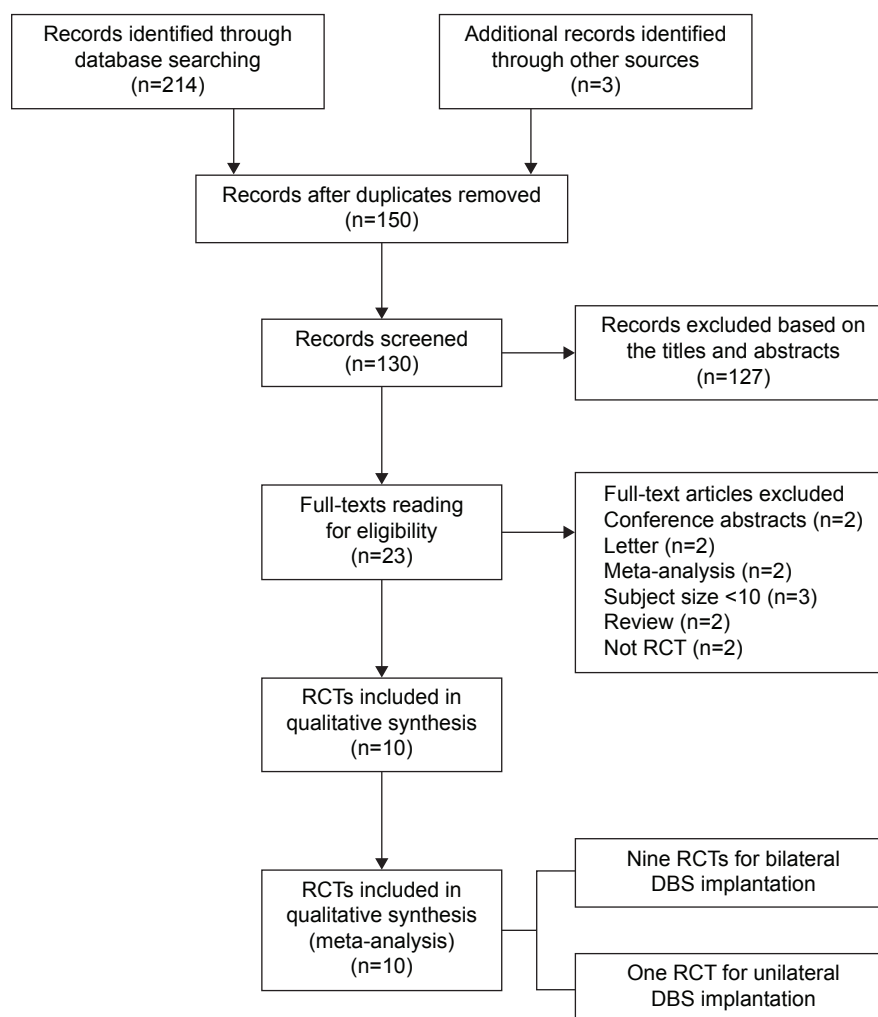 Records identified through
database searching
(n=214)
Additional records identified
through other sources
(n=3)
Records after duplicates removed
(n=150)
Records screened
(n=130)
Records excluded based on
the titles and abstracts
(n=127)
Full-texts reading
for eligibility
(n=23)
Full-text articles excluded
Conference abstracts (n=2)
Letter (n=2)
Meta-analysis (n=2)
Subject size <10 (n=3)
Review (n=2)
Not RCT (n=2)
RCTs included in
qualitative synthesis
(n=10)
RCTs included in
qualitative synthesis
(meta-analysis)
(n=10)
Nine RCTs for bilateral
DBS implantation
One RCT for unilateral
DBS implantation